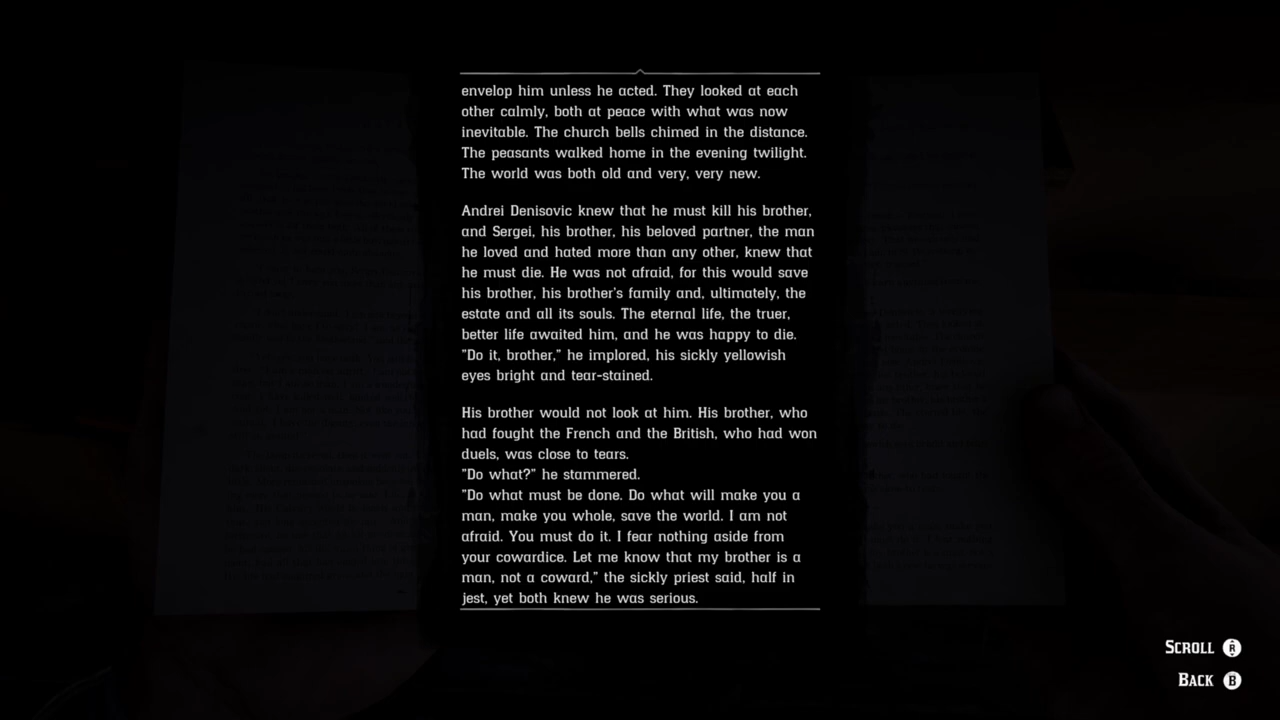 envelop him unless he acted. They looked at each
other calmly, both at peace with what was now
inevitable. The church bells chimed in the distance.
The peasants walked home in the evening twilight.
The world was both old and very, very new.
Andrei Denisovic knew that he must kill his brother,
and Sergei, his brother, his beloved partner, the man
he loved and hated more than any other, knew that
he must die. He was not afraid, for this would save
his brother, his brother's family and, ultimately, the
estate and all its souls. The eternal life, the truer,
better life awaited him, and he was happy to die.
"Do it, brother," he implored, his sickly yellowish
eyes bright and tear-stained.
His brother would not look at him. His brother, who
had fought the French and the British, who had won
duels, was close to tears.
"Do what?" he stammered.
"Do what must be done. Do what will make you a
man, make you whole, save the world. I am not
afraid. You must do it. I fear nothing aside from
your cowardice. Let me know that my brother is a
man, not a coward," the sickly priest said, half in
jest, yet both knew he was serious.
SCROLL R
BACK B